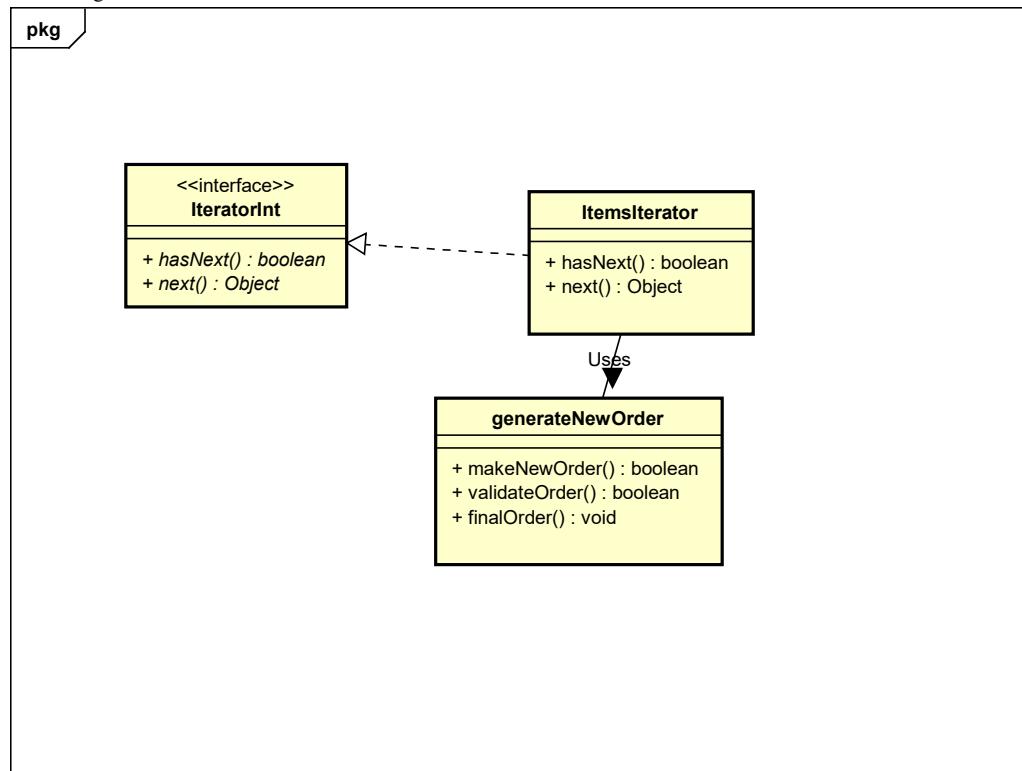 pkg
<<interface>>
IteratorInt
+ hasNext() : boolean
+ next() : Object
ItemsIterator
+ hasNext() : boolean
+ next() : Object
Uses
generateNewOrder
+ makeNewOrder() : boolean
+ validateOrder() : boolean
+ finalOrder() : void